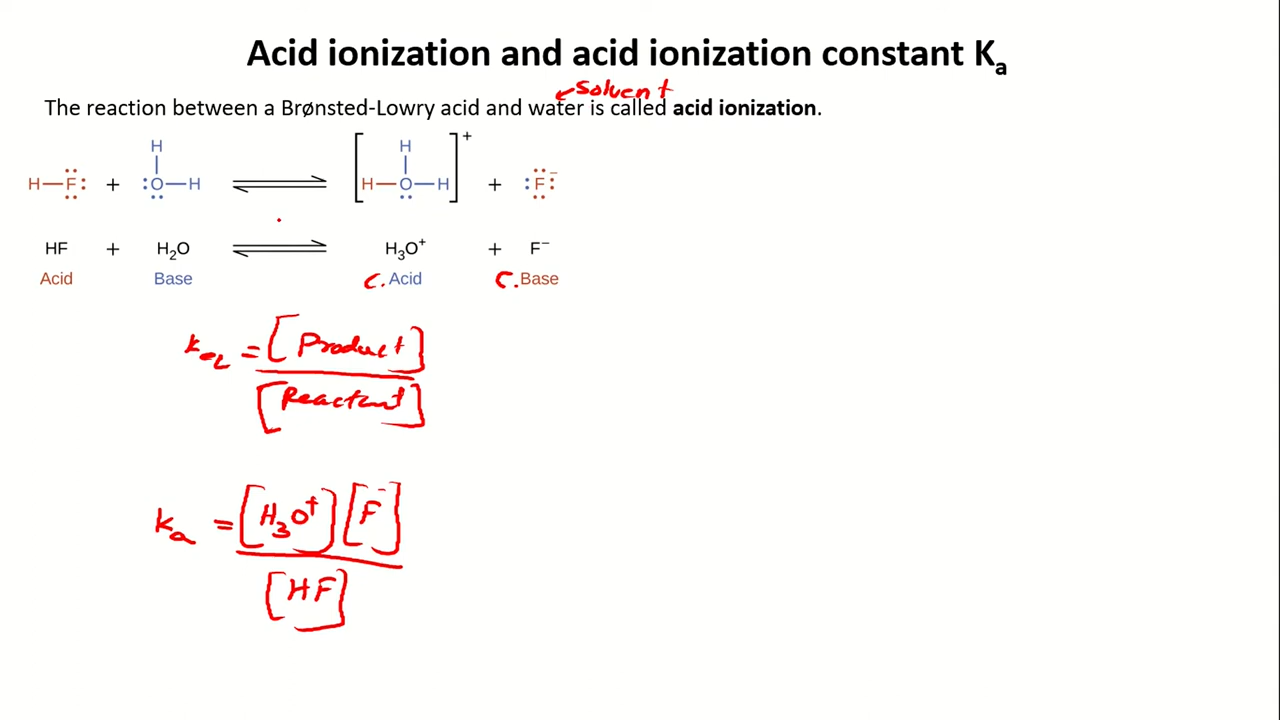 Acid ionization and acid ionization constant Kₐ
solvent
The reaction between a Brønsted-Lowry acid and water is called acid ionization.
H H +
H—F: + :O—H H—O—H + :F:⁻
HF + H₂O ⇌ H₃O⁺ + F⁻
Acid Base C. Acid C. Base
keq = [Product]
[Reactant]
ka = [H₃O⁺] [F⁻]
[HF]